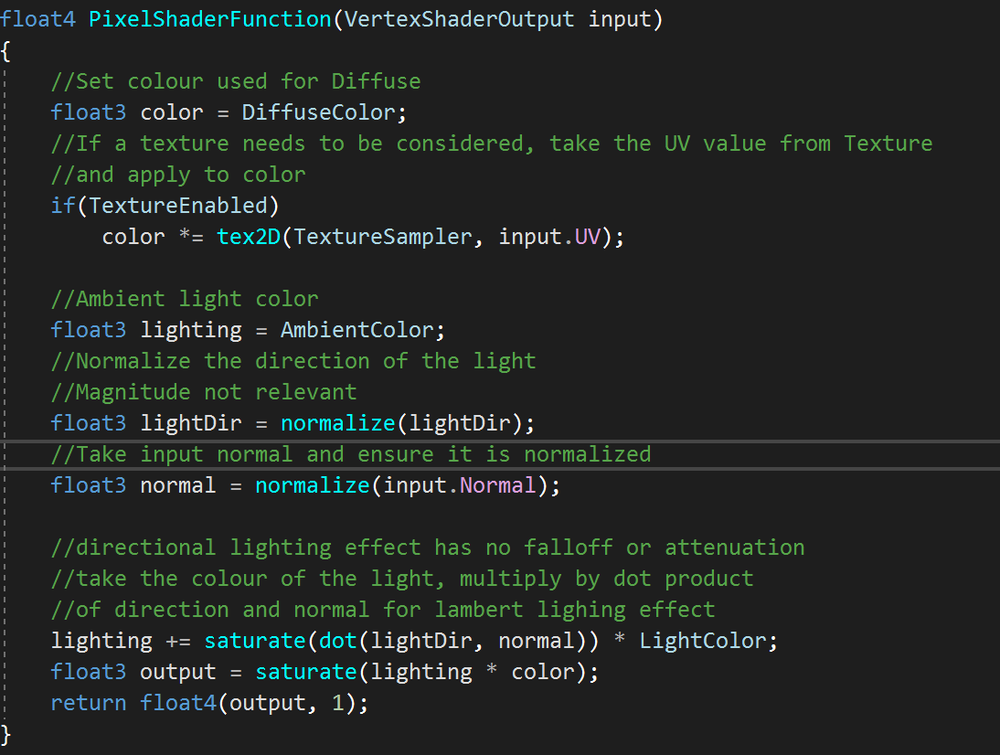 float4 PixelShaderFunction(VertexShaderOutput input)
{
    //Set colour used for Diffuse
    float3 color = DiffuseColor;
    //If a texture needs to be considered, take the UV value from Texture
    //and apply to color
    if(TextureEnabled)
        color *= tex2D(TextureSampler, input.UV);

    //Ambient light color
    float3 lighting = AmbientColor;
    //Normalize the direction of the light
    //Magnitude not relevant
    float3 lightDir = normalize(lightDir);
    //Take input normal and ensure it is normalized
    float3 normal = normalize(input.Normal);

    //directional lighting effect has no falloff or attenuation
    //take the colour of the light, multiply by dot product
    //of direction and normal for lambert lighing effect
    lighting += saturate(dot(lightDir, normal)) * LightColor;
    float3 output = saturate(lighting * color);
    return float4(output, 1);
}